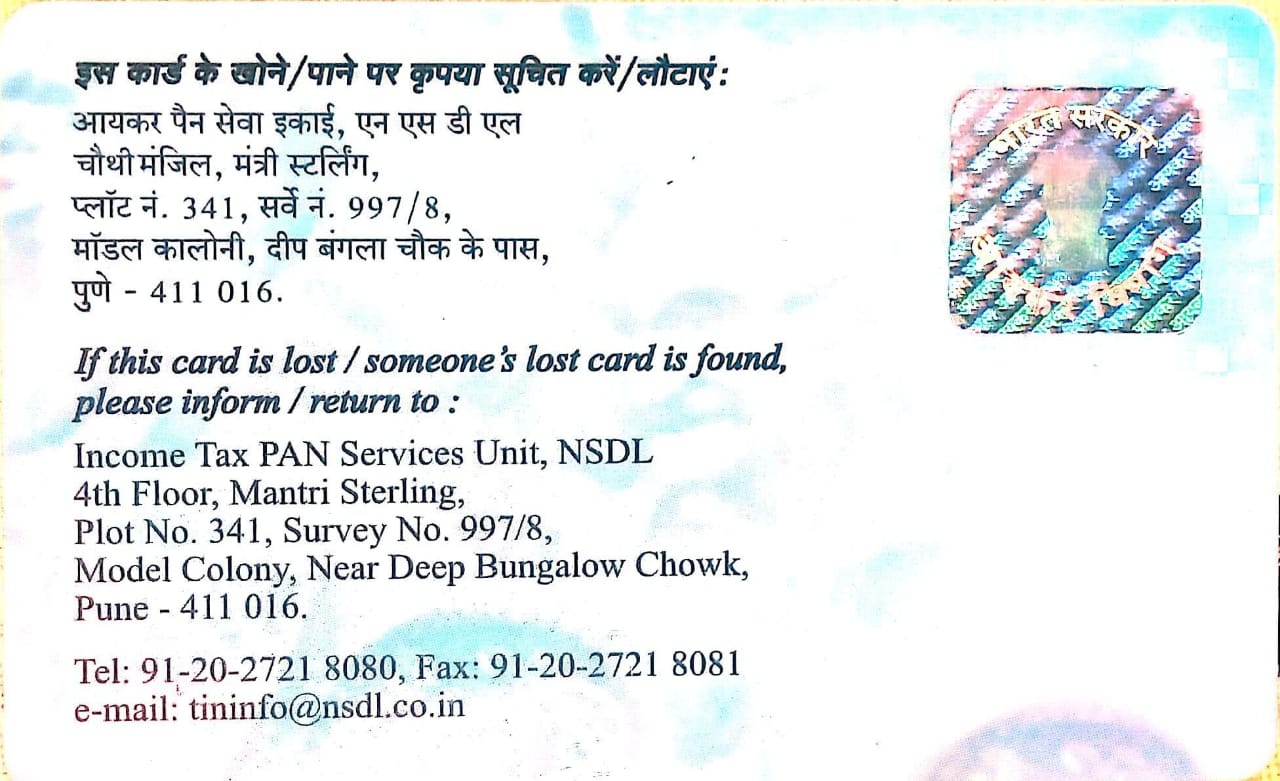 इस कार्ड के खोने/पाने पर कृपया सूचित करें/लौटाएं:
आयकर पैन सेवा इकाई, एन एस डी एल
चौथी मंजिल, मंत्री स्टर्लिंग,
प्लॉट नं. 341, सर्वे नं. 997/8,
मॉडल कालोनी, दीप बंगला चौक के पास,
पुणे - 411 016.
भारत सरकार
आयकर विभाग
If this card is lost / someone's lost card is found,
please inform / return to :
Income Tax PAN Services Unit, NSDL
4th Floor, Mantri Sterling,
Plot No. 341, Survey No. 997/8,
Model Colony, Near Deep Bungalow Chowk,
Pune - 411 016.
Tel: 91-20-2721 8080, Fax: 91-20-2721 8081
e-mail: tininfo@nsdl.co.in